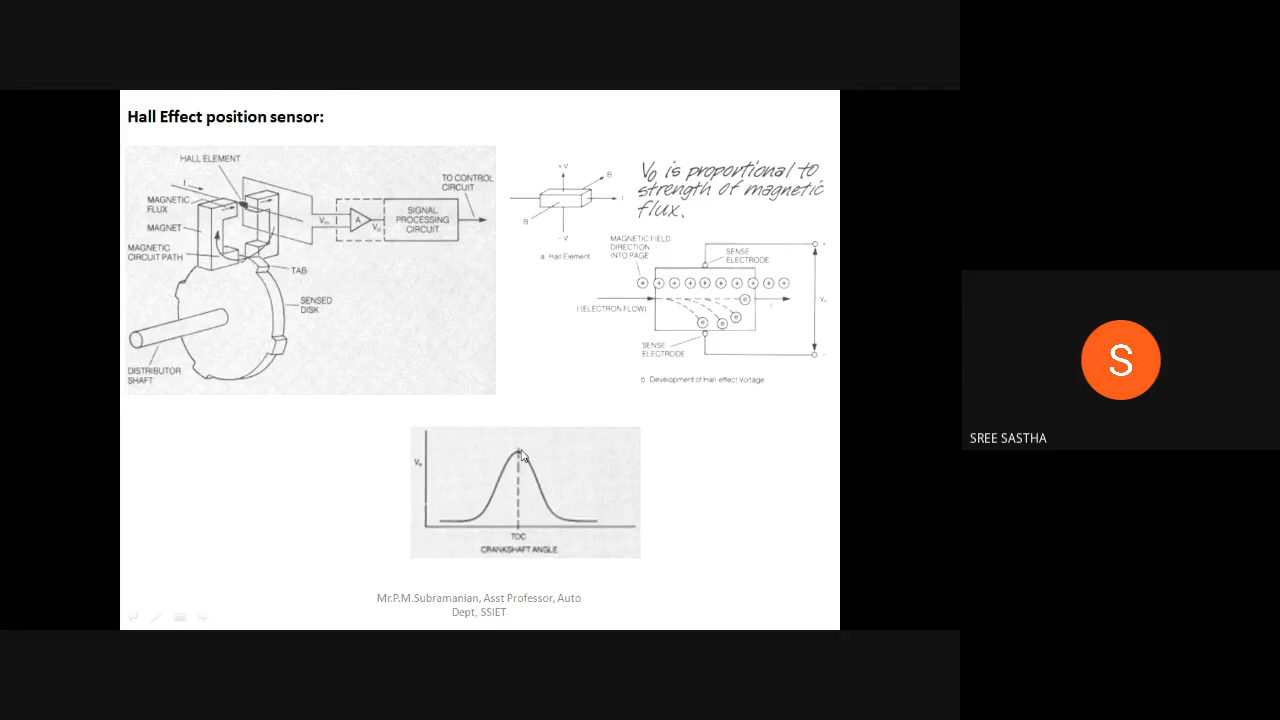 Hall Effect position sensor:
HALL ELEMENT
I
MAGNETIC
FLUX
MAGNET
MAGNETIC
CIRCUIT PATH
TAB
SENSED
DISK
DISTRIBUTOR
SHAFT
A
SIGNAL
PROCESSING
CIRCUIT
TO CONTROL
CIRCUIT
+ V
B
I
B
- V
a Hall Element
Vo is proportional to
strength of magnetic
flux.
MAGNETIC FIELD
DIRECTION
INTO PAGE
SENSE
ELECTRODE
I (ELECTRON FLOW)
I
SENSE
ELECTRODE
b Development of Hall effect Voltage
TDC
CRANKSHAFT ANGLE
Mr.P.M.Subramanian, Asst Professor, Auto
Dept, SSIET
S
SREE SASTHA